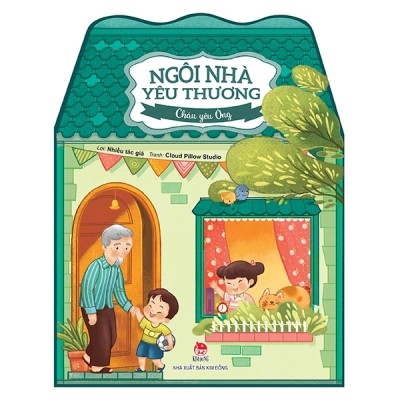 NGÔI NHÀ
YÊU THƯƠNG
Cháu yêu Ông
Lời: Nhiều tác giả Tranh: Cloud Pillow Studio
NHÀ XUẤT BẢN KIM ĐỒNG